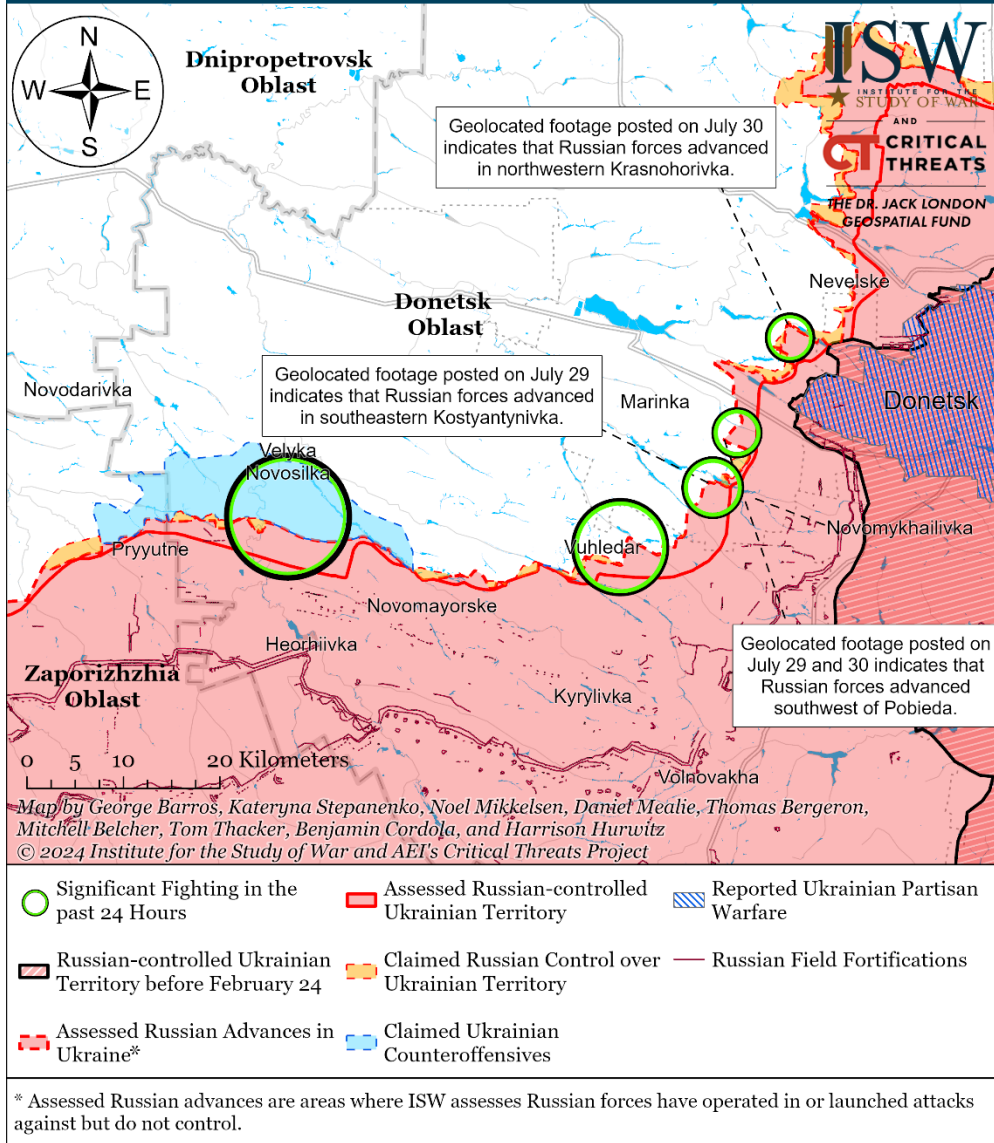 N
W
E
S
Dnipropetrovsk
Oblast
ISW
INSTITUTE FOR THE
STUDY OF WAR
AND
CT CRITICAL
THREATS
THE DR. JACK LONDON
GEOSPATIAL FUND
Geolocated footage posted on July 30
indicates that Russian forces advanced
in northwestern Krasnohorivka.
Nevelske
Donetsk
Oblast
Geolocated footage posted on July 29
indicates that Russian forces advanced
in southeastern Kostyantynivka.
Novodarivka
Marinka
Donetsk
Velyka
Novosilka
Novomykhailivka
Pryyutne
Vuhledar
Novomayorske
Heorhiivka
Geolocated footage posted on
July 29 and 30 indicates that
Russian forces advanced
southwest of Pobieda.
Zaporizhzhia
Oblast
Kyrylivka
Volnovakha
0 5 10 20 Kilometers
Map by George Barros, Kateryna Stepanenko, Noel Mikkelsen, Daniel Mealie, Thomas Bergeron,
Mitchell Belcher, Tom Thacker, Benjamin Cordola, and Harrison Hurwitz
© 2024 Institute for the Study of War and AEI's Critical Threats Project
Significant Fighting in the
past 24 Hours
Assessed Russian-controlled
Ukrainian Territory
Reported Ukrainian Partisan
Warfare
Russian-controlled Ukrainian
Territory before February 24
Claimed Russian Control over
Ukrainian Territory
Russian Field Fortifications
Assessed Russian Advances in
Ukraine*
Claimed Ukrainian
Counteroffensives
* Assessed Russian advances are areas where ISW assesses Russian forces have operated in or launched attacks
against but do not control.